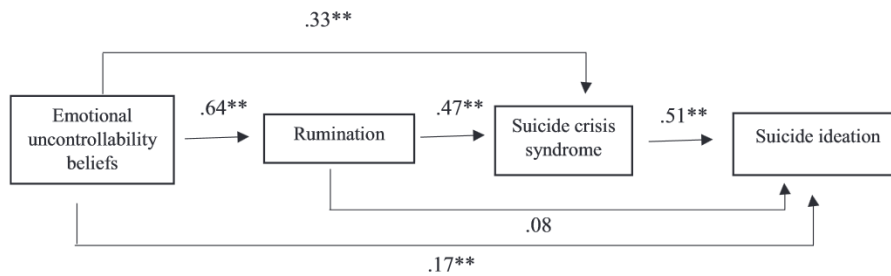 .33**
.64**
.47**
.51**
Emotional
uncontrollability
beliefs
Rumination
Suicide crisis
syndrome
Suicide ideation
.08
.17**